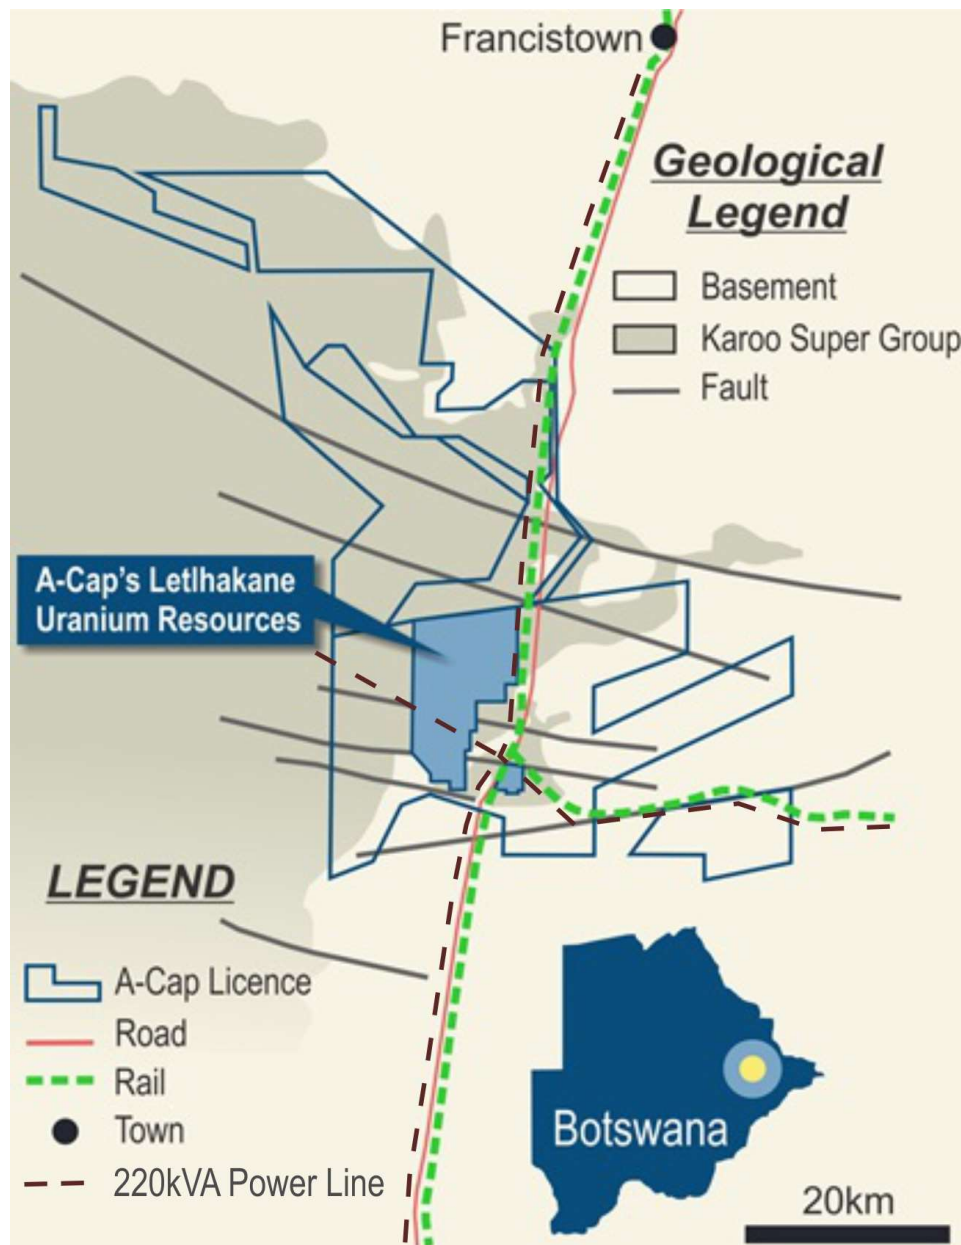 Francistown
Geological
Legend
Basement
Karoo Super Group
Fault
A-Cap's Letlhakane
Uranium Resources
LEGEND
A-Cap Licence
Road
Rail
Town
220kVA Power Line
Botswana
20km